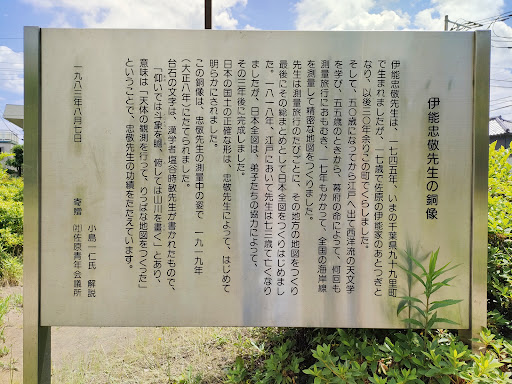 伊能忠敬先生の銅像
伊能忠敬先生は、一七四五年、いまの千葉県九十九里町
で生まれましたが、一七歳で佐原の伊能家のあとつぎと
なり、以後三〇年余りこの町でくらしました。
そして、五〇歳になってから江戸へ出て西洋流の天文学
を学び、五五歳のときから、幕府の命によって、何回も
測量旅行におもむき、一七年もかかって、全国の海岸線
を測量して精密な地図をつくりました。
先生は測量旅行のたびごとに、その地方の地図をつくり
最後にその総まとめとして日本全図をつくりはじめまし
た。一八一八年、江戸において先生は七三歳で亡くなり
ましたが、日本全図は、弟子たちの協力によって、
その三年後に完成しました。
日本の国土の正確な形は、忠敬先生によって、はじめて
明らかにされました。
この銅像は、忠敬先生の測量中の姿で 一九一九年
(大正八年)にたてられました。
台石の文字は、漢学者 塩谷時敏先生が書かれたもので、
「仰いでは斗象を瞻、俯しては山川を畫く」とあり、
意味は「天体の観測を行って、りっぱな地図をつくった」
ということで、忠敬先生の功績をたたえています。
小島一仁氏 解説
一九八三年八月七日 寄贈 ㈳佐原青年会議所